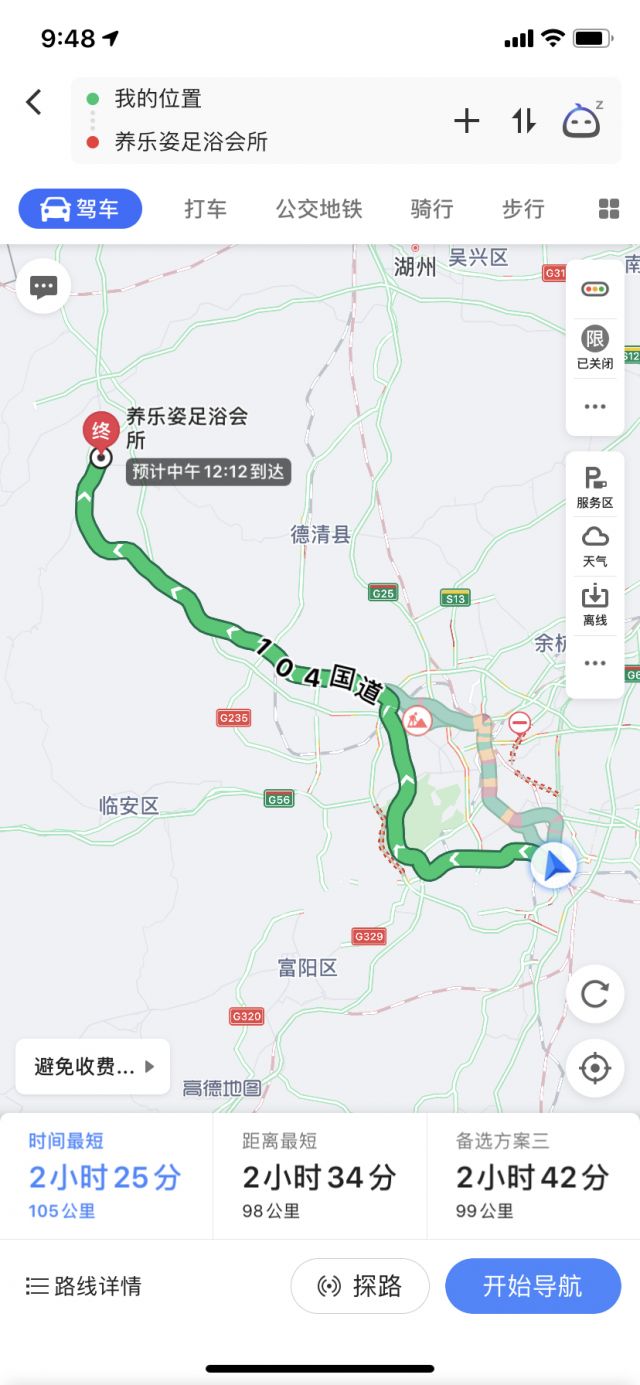 9:48
我的位置
养乐姿足浴会所
z
驾车
打车
公交地铁
骑行
步行
湖州
吴兴区
G31
南
限
已关闭
S12
养乐姿足浴会
所
终
预计中午12:12到达
服务区
德清县
天气
G25
S13
离线
余杭
104国道
G235
临安区
G56
G329
富阳区
G320
避免收费...
高德地图
时间最短
2小时25分
105公里
距离最短
2小时34分
98公里
备选方案三
2小时42分
99公里
路线详情
探路
开始导航